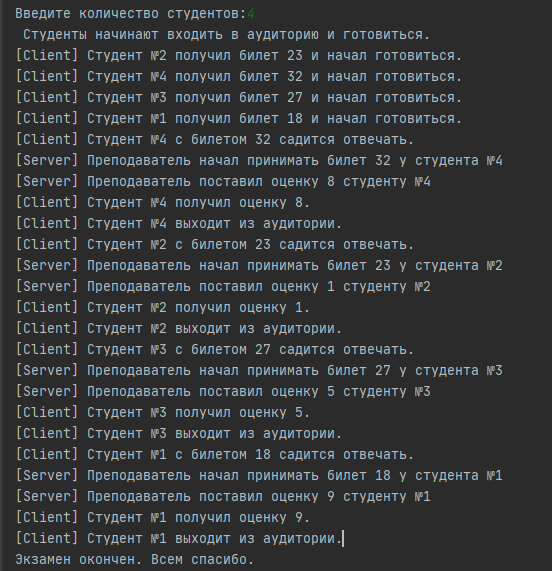 Введите количество студентов:4
Студенты начинают входить в аудиторию и готовиться.
[Client] Студент №2 получил билет 23 и начал готовиться.
[Client] Студент №4 получил билет 32 и начал готовиться.
[Client] Студент №3 получил билет 27 и начал готовиться.
[Client] Студент №1 получил билет 18 и начал готовиться.
[Client] Студент №4 с билетом 32 садится отвечать.
[Server] Преподаватель начал принимать билет 32 у студента №4
[Server] Преподаватель поставил оценку 8 студенту №4
[Client] Студент №4 получил оценку 8.
[Client] Студент №4 выходит из аудитории.
[Client] Студент №2 с билетом 23 садится отвечать.
[Server] Преподаватель начал принимать билет 23 у студента №2
[Server] Преподаватель поставил оценку 1 студенту №2
[Client] Студент №2 получил оценку 1.
[Client] Студент №2 выходит из аудитории.
[Client] Студент №3 с билетом 27 садится отвечать.
[Server] Преподаватель начал принимать билет 27 у студента №3
[Server] Преподаватель поставил оценку 5 студенту №3
[Client] Студент №3 получил оценку 5.
[Client] Студент №3 выходит из аудитории.
[Client] Студент №1 с билетом 18 садится отвечать.
[Server] Преподаватель начал принимать билет 18 у студента №1
[Server] Преподаватель поставил оценку 9 студенту №1
[Client] Студент №1 получил оценку 9.
[Client] Студент №1 выходит из аудитории.
Экзамен окончен. Всем спасибо.